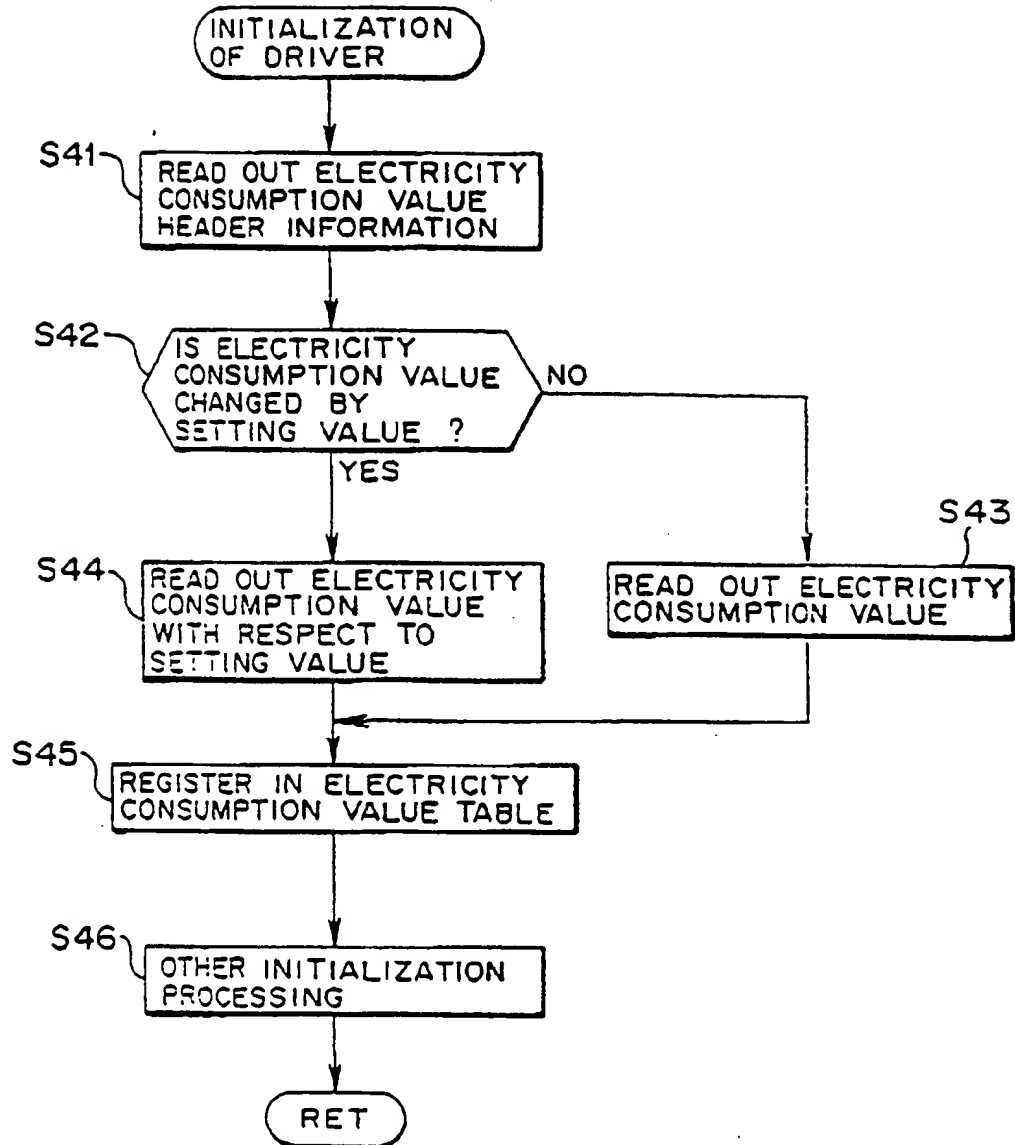 INITIALIZATION
OF DRIVER
S41
READ OUT ELECTRICITY
CONSUMPTION VALUE
HEADER INFORMATION
S42
IS ELECTRICITY
CONSUMPTION VALUE
CHANGED BY
SETTING VALUE ?
NO
YES
S43
READ OUT ELECTRICITY
CONSUMPTION VALUE
S44
READ OUT ELECTRICITY
CONSUMPTION VALUE
WITH RESPECT TO
SETTING VALUE
S45
REGISTER IN ELECTRICITY
CONSUMPTION VALUE TABLE
S46
OTHER INITIALIZATION
PROCESSING
RET